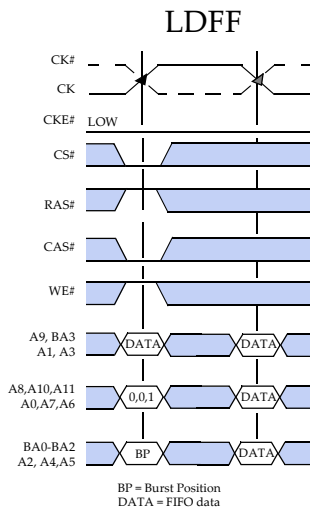 LDFF
CK#
CK
CKE# LOW
CS#
RAS#
CAS#
WE#
A9, BA3
A1, A3
DATA DATA
A8,A10,A11
A0,A7,A6
0,0,1 DATA
BA0-BA2
A2, A4,A5
BP DATA
BP = Burst Position
DATA = FIFO data